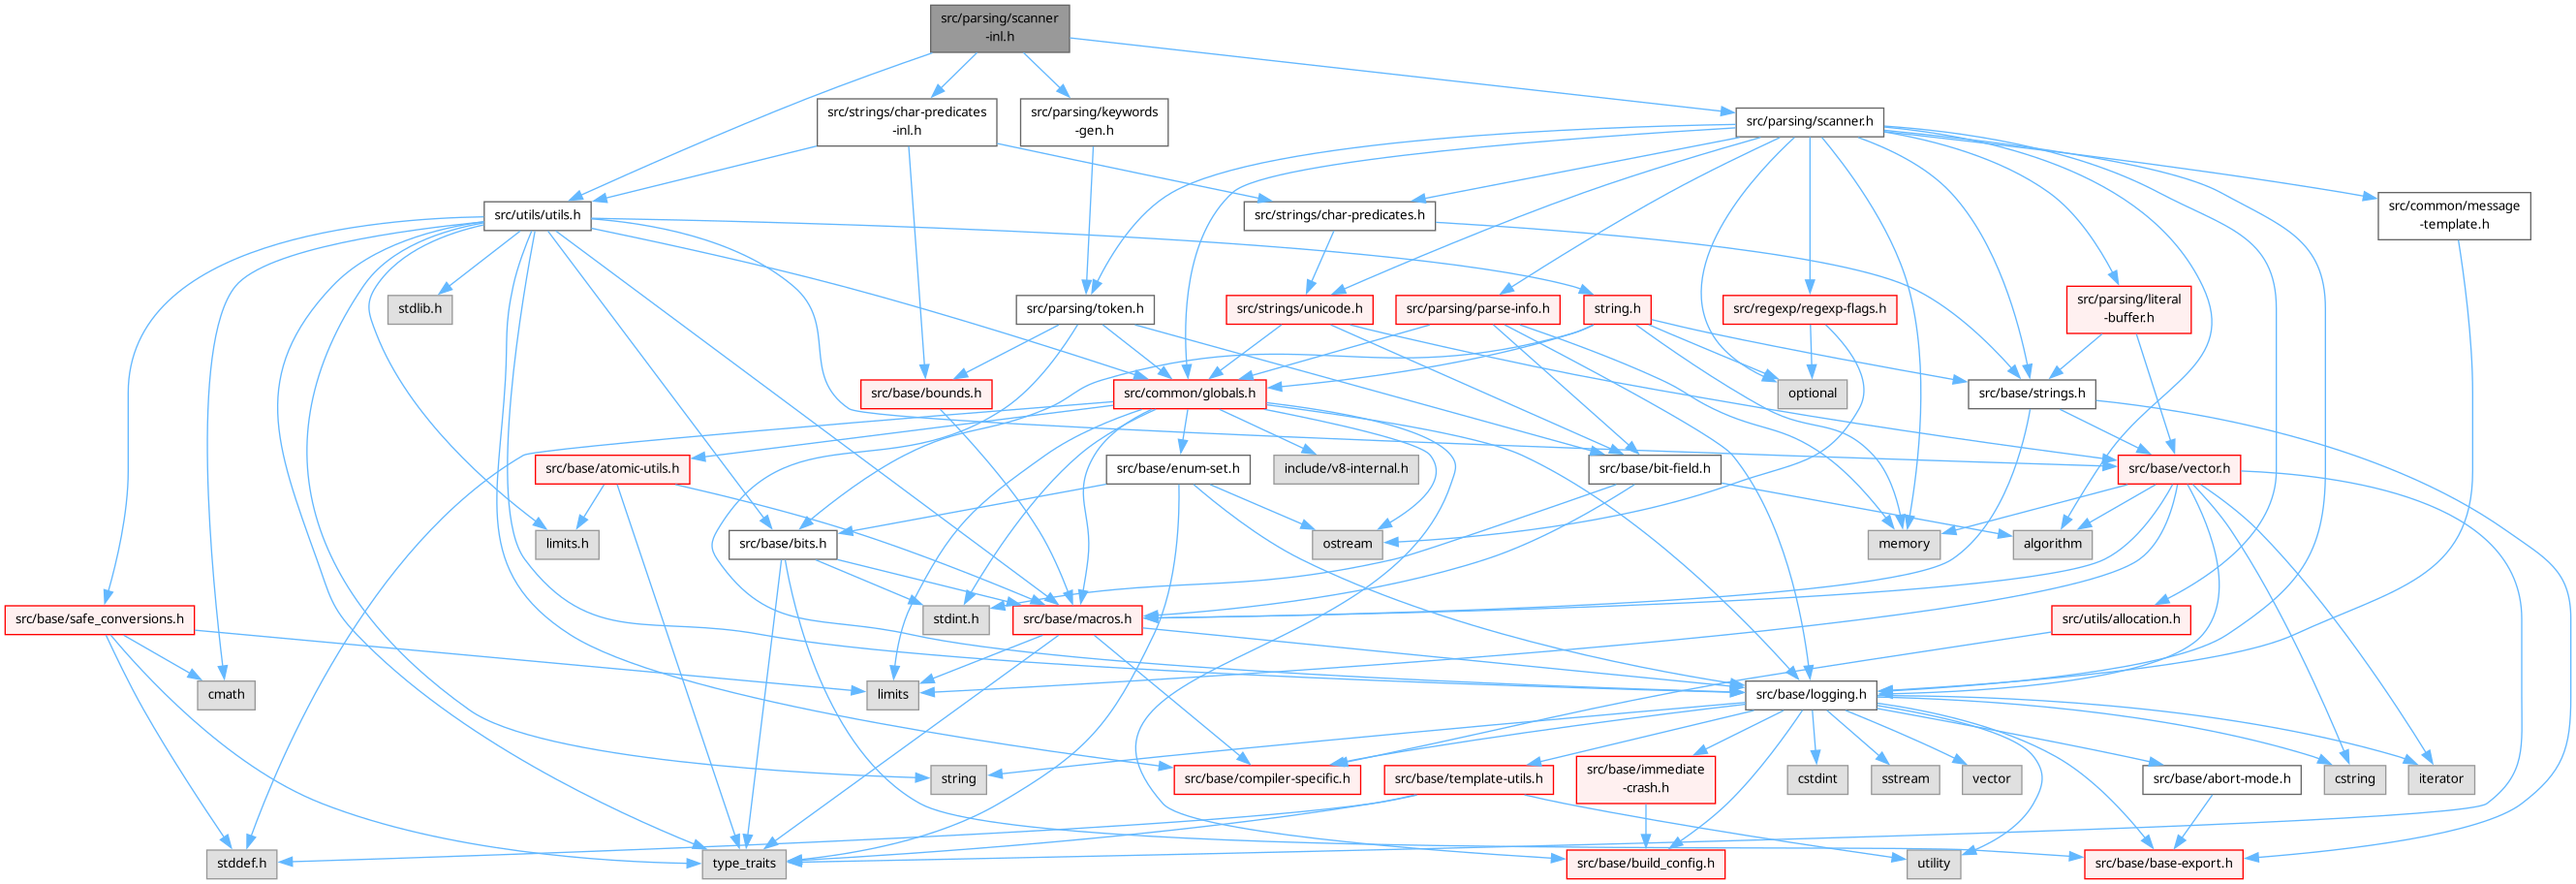 src/parsing/scanner
-inl.h
src/strings/char-predicates
-inl.h
src/parsing/keywords
-gen.h
src/parsing/scanner.h
src/utils/utils.h
src/strings/char-predicates.h
src/common/message
-template.h
stdlib.h
src/parsing/token.h
src/strings/unicode.h
src/parsing/parse-info.h
string.h
src/regexp/regexp-flags.h
src/parsing/literal
-buffer.h
src/base/bounds.h
src/common/globals.h
optional
src/base/strings.h
src/base/atomic-utils.h
src/base/enum-set.h
include/v8-internal.h
src/base/bit-field.h
src/base/vector.h
limits.h
src/base/bits.h
ostream
memory
algorithm
src/base/safe_conversions.h
stdint.h
src/base/macros.h
src/utils/allocation.h
cmath
limits
src/base/logging.h
string
src/base/compiler-specific.h
src/base/template-utils.h
src/base/immediate
-crash.h
cstdint
sstream
vector
src/base/abort-mode.h
cstring
iterator
stddef.h
type_traits
src/base/build_config.h
utility
src/base/base-export.h